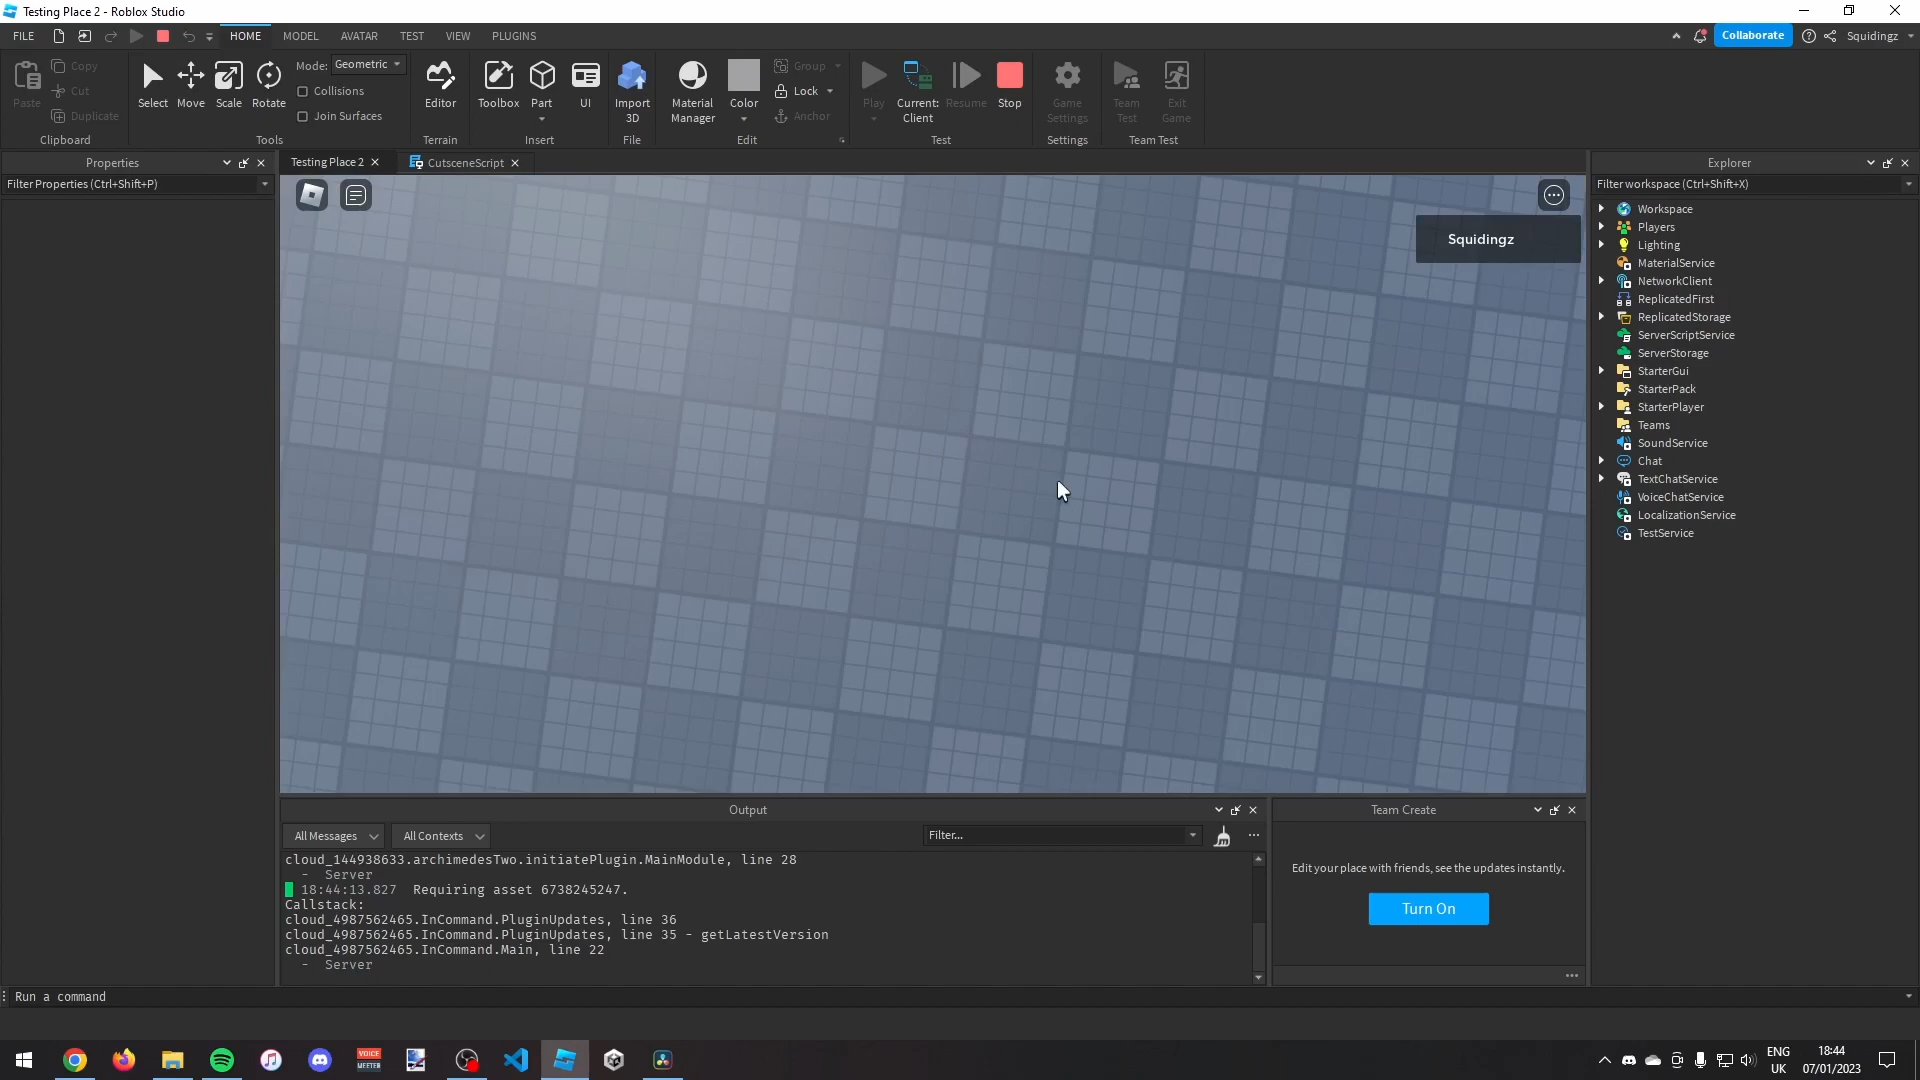 Testing Place 2 - Roblox Studio
FILE
HOME
MODEL
AVATAR
TEST
VIEW
PLUGINS
Collaborate
Squidingz
Paste
Copy
Cut
Duplicate
Clipboard
Select
Move
Scale
Rotate
Mode:
Geometric
Collisions
Join Surfaces
Tools
Editor
Terrain
Toolbox
Part
UI
Insert
Import
3D
File
Material
Manager
Color
Group
Lock
Anchor
Edit
Play
Current:
Client
Resume
Stop
Test
Game
Settings
Settings
Team
Test
Exit
Game
Team Test
Properties
Filter Properties (Ctrl+Shift+P)
Testing Place 2
CutsceneScript
Squidingz
Explorer
Filter workspace (Ctrl+Shift+X)
Workspace
Players
Lighting
MaterialService
NetworkClient
ReplicatedFirst
ReplicatedStorage
ServerScriptService
ServerStorage
StarterGui
StarterPack
StarterPlayer
Teams
SoundService
Chat
TextChatService
VoiceChatService
LocalizationService
TestService
Output
All Messages
All Contexts
Filter...
cloud_144938633.archimedesTwo.initiatePlugin.MainModule, line 28
- Server
18:44:13.827 Requiring asset 6738245247.
Callstack:
cloud_4987562465.InCommand.PluginUpdates, line 36
cloud_4987562465.InCommand.PluginUpdates, line 35 - getLatestVersion
cloud_4987562465.InCommand.Main, line 22
- Server
Team Create
Edit your place with friends, see the updates instantly.
Turn On
Run a command
VOICE
MEETER
ENG
UK
18:44
07/01/2023